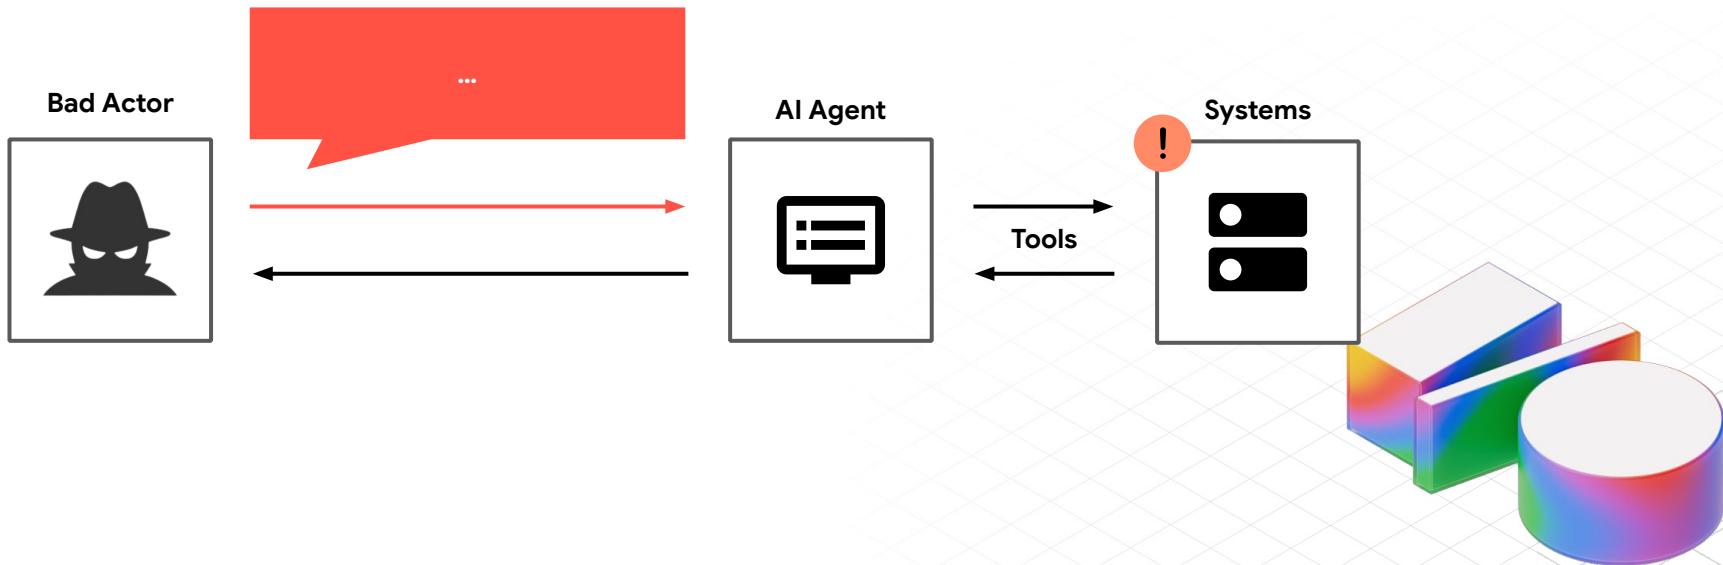 ...
Bad Actor
AI Agent
Systems
!
Tools